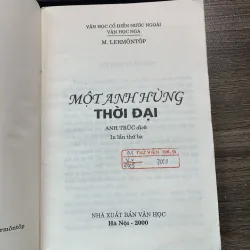 VĂN HỌC CỔ ĐIỂN NƯỚC NGOÀI
VĂN HỌC NGA
M. LERMÔNTÔP
MỘT ANH HÙNG
THỜI ĐẠI
ANH TRÚC dịch
In lần thứ ba
NHÀ XUẤT BẢN VĂN HỌC
Hà Nội - 2000